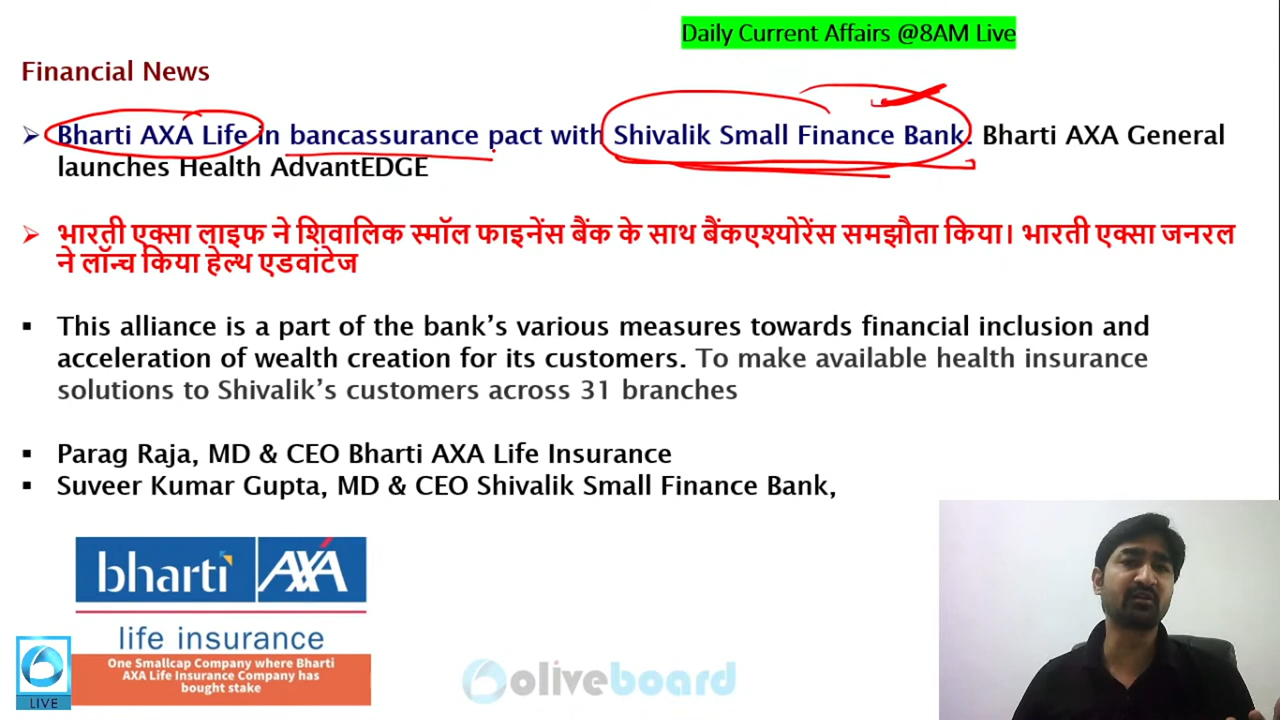 Daily Current Affairs @8AM Live
Financial News
➢ Bharti AXA Life in bancassurance pact with Shivalik Small Finance Bank. Bharti AXA General
launches Health AdvantEDGE
➢ भारती एक्सा लाइफ ने शिवालिक स्मॉल फाइनेंस बैंक के साथ बैंकएश्योरेंस समझौता किया। भारती एक्सा जनरल
ने लॉन्च किया हेल्थ एडवांटेज
▪ This alliance is a part of the bank’s various measures towards financial inclusion and
acceleration of wealth creation for its customers. To make available health insurance
solutions to Shivalik’s customers across 31 branches
▪ Parag Raja, MD & CEO Bharti AXA Life Insurance
▪ Suveer Kumar Gupta, MD & CEO Shivalik Small Finance Bank,
bharti AXA
life insurance
One Smallcap Company where Bharti
AXA Life Insurance Company has
bought stake
LIVE
oliveboard